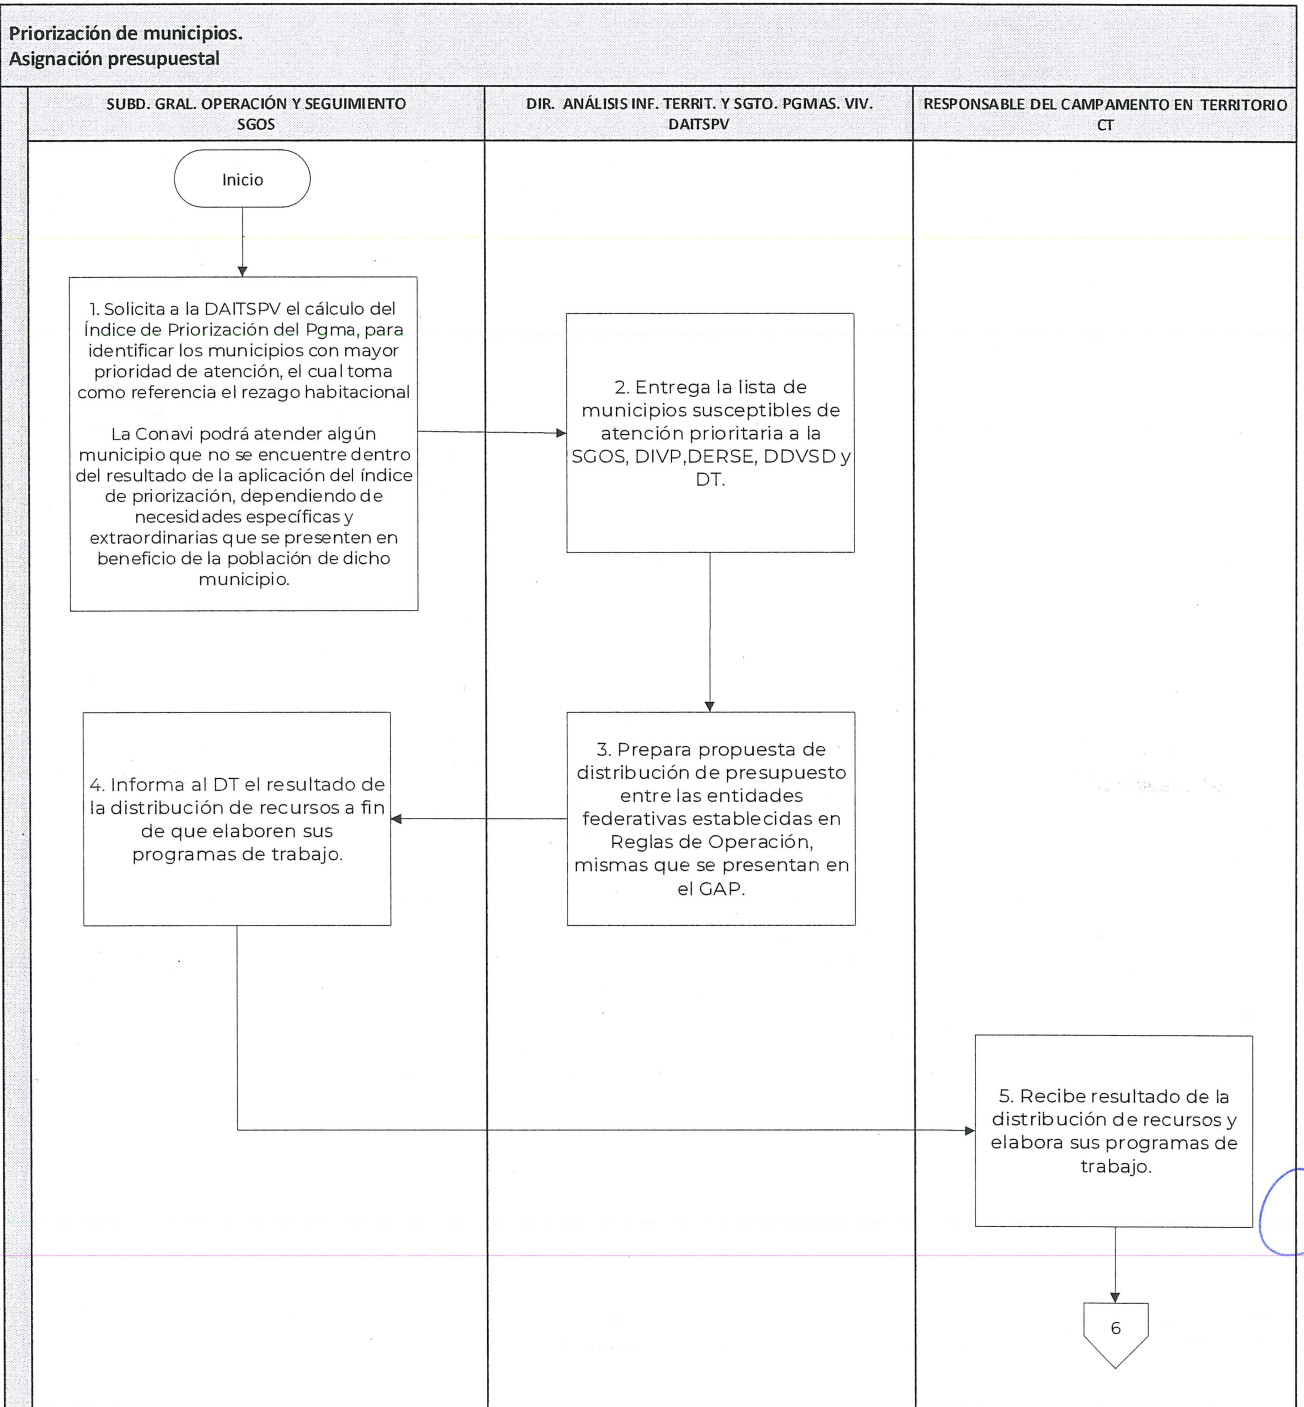 Priorización de municipios.
Asignación presupuestal
SUBD. GRAL. OPERACIÓN Y SEGUIMIENTO
SGOS
DIR. ANÁLISIS INF. TERRIT. Y SGTO. PGMAS. VIV.
DAITSPV
RESPONSABLE DEL CAMPAMENTO EN TERRITORIO
CT
Inicio
1. Solicita a la DAITSPV el cálculo del
Índice de Priorización del Pgma, para
identificar los municipios con mayor
prioridad de atención, el cual toma
como referencia el rezago habitacional
La Conavi podrá atender algún
municipio que no se encuentre dentro
del resultado de la aplicación del índice
de priorización, dependiendo de
necesidades específicas y
extraordinarias que se presenten en
beneficio de la población de dicho
municipio.
2. Entrega la lista de
municipios susceptibles de
atención prioritaria a la
SGOS, DIVP,DERSE, DDVSD y
DT.
3. Prepara propuesta de
distribución de presupuesto
entre las entidades
federativas establecidas en
Reglas de Operación,
mismas que se presentan en
el GAP.
4. Informa al DT el resultado de
la distribución de recursos a fin
de que elaboren sus
programas de trabajo.
5. Recibe resultado de la
distribución de recursos y
elabora sus programas de
trabajo.
6